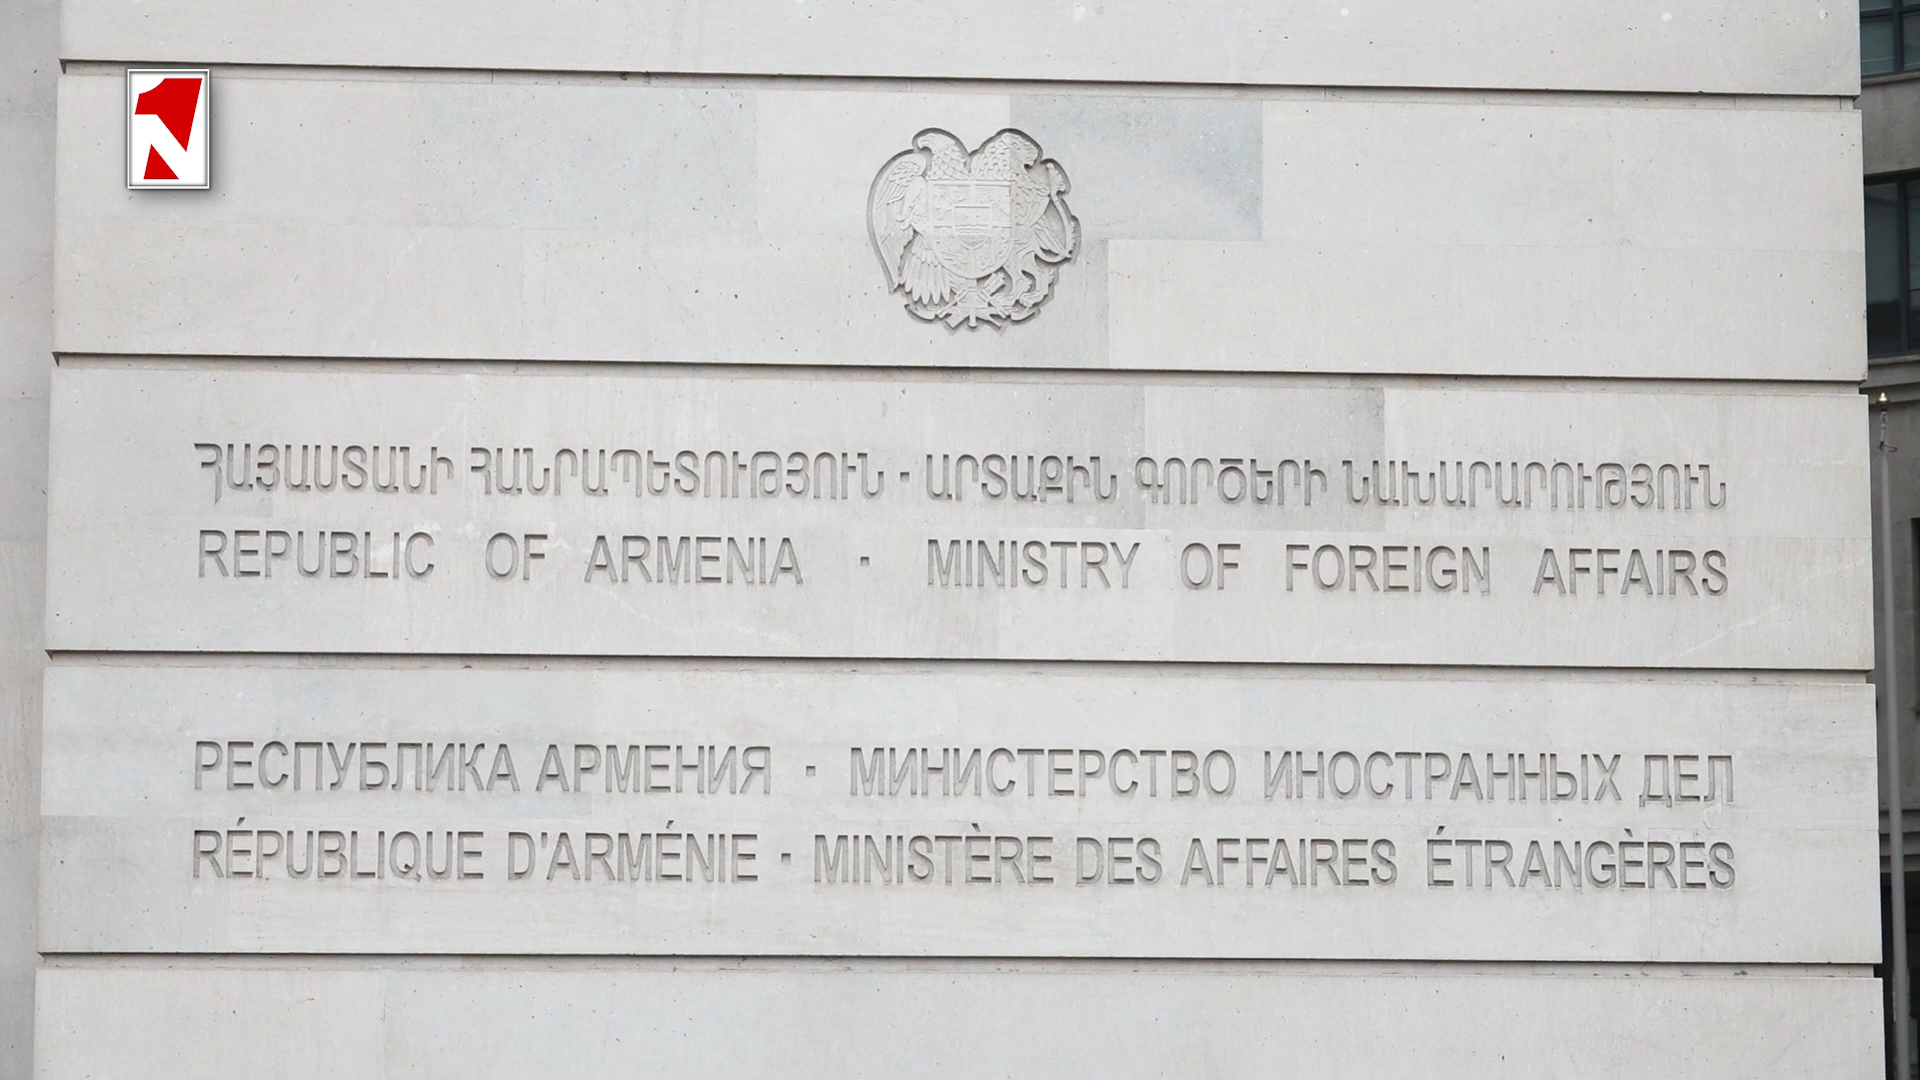 1N
ՀԱՅԱՍՏԱՆԻ ՀԱՆՐԱՊԵՏՈՒԹՅՈՒՆ · ԱՐՏԱՔԻՆ ԳՈՐԾԵՐԻ ՆԱԽԱՐԱՐՈՒԹՅՈՒՆ
REPUBLIC OF ARMENIA · MINISTRY OF FOREIGN AFFAIRS
РЕСПУБЛИКА АРМЕНИЯ · МИНИСТЕРСТВО ИНОСТРАННЫХ ДЕЛ
RÉPUBLIQUE D'ARMÉNIE · MINISTÈRE DES AFFAIRES ÉTRANGÈRES